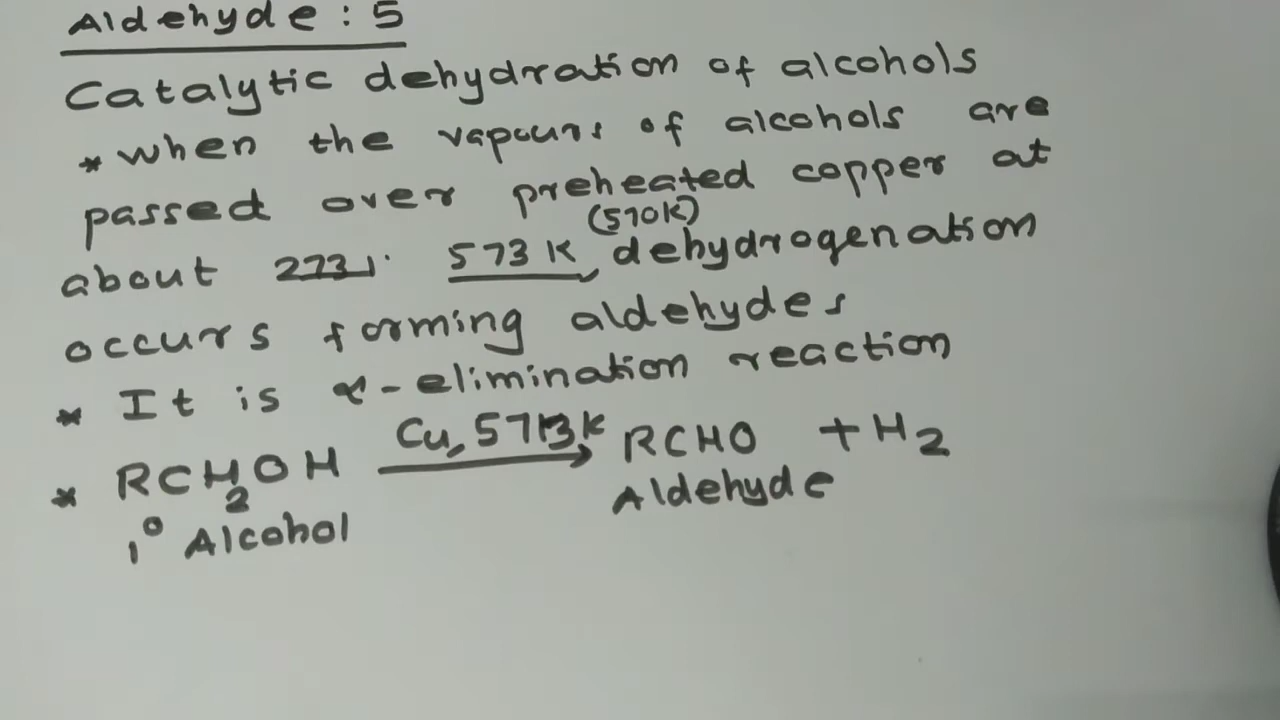 Aldehyde : 5
Catalytic dehydration of alcohols
* When the vapours of alcohols are
passed over preheated copper at
(570K)
about 573 K, dehydrogenation
occurs forming aldehydes
* It is α-elimination reaction
* RCH2OH Cu, 573K RCHO + H2
1° Alcohol Aldehyde